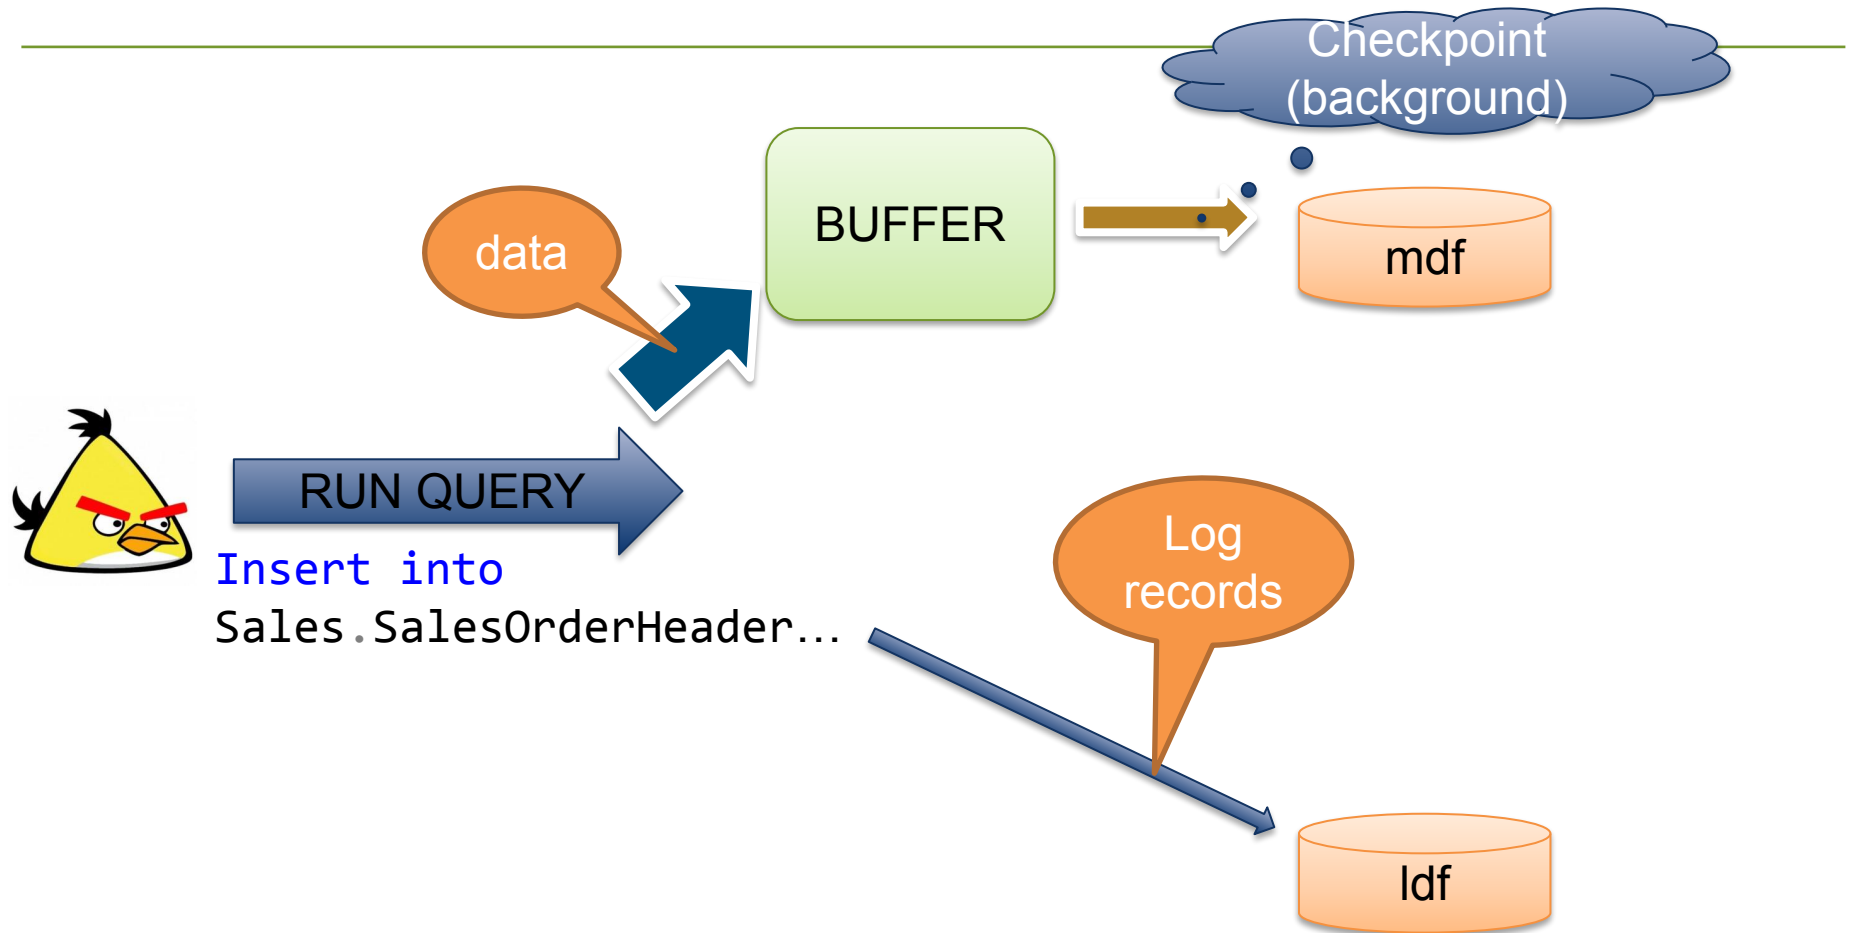 Checkpoint
(background)
BUFFER
data
mdf
RUN QUERY
Insert into
Sales.SalesOrderHeader…
Log
records
ldf